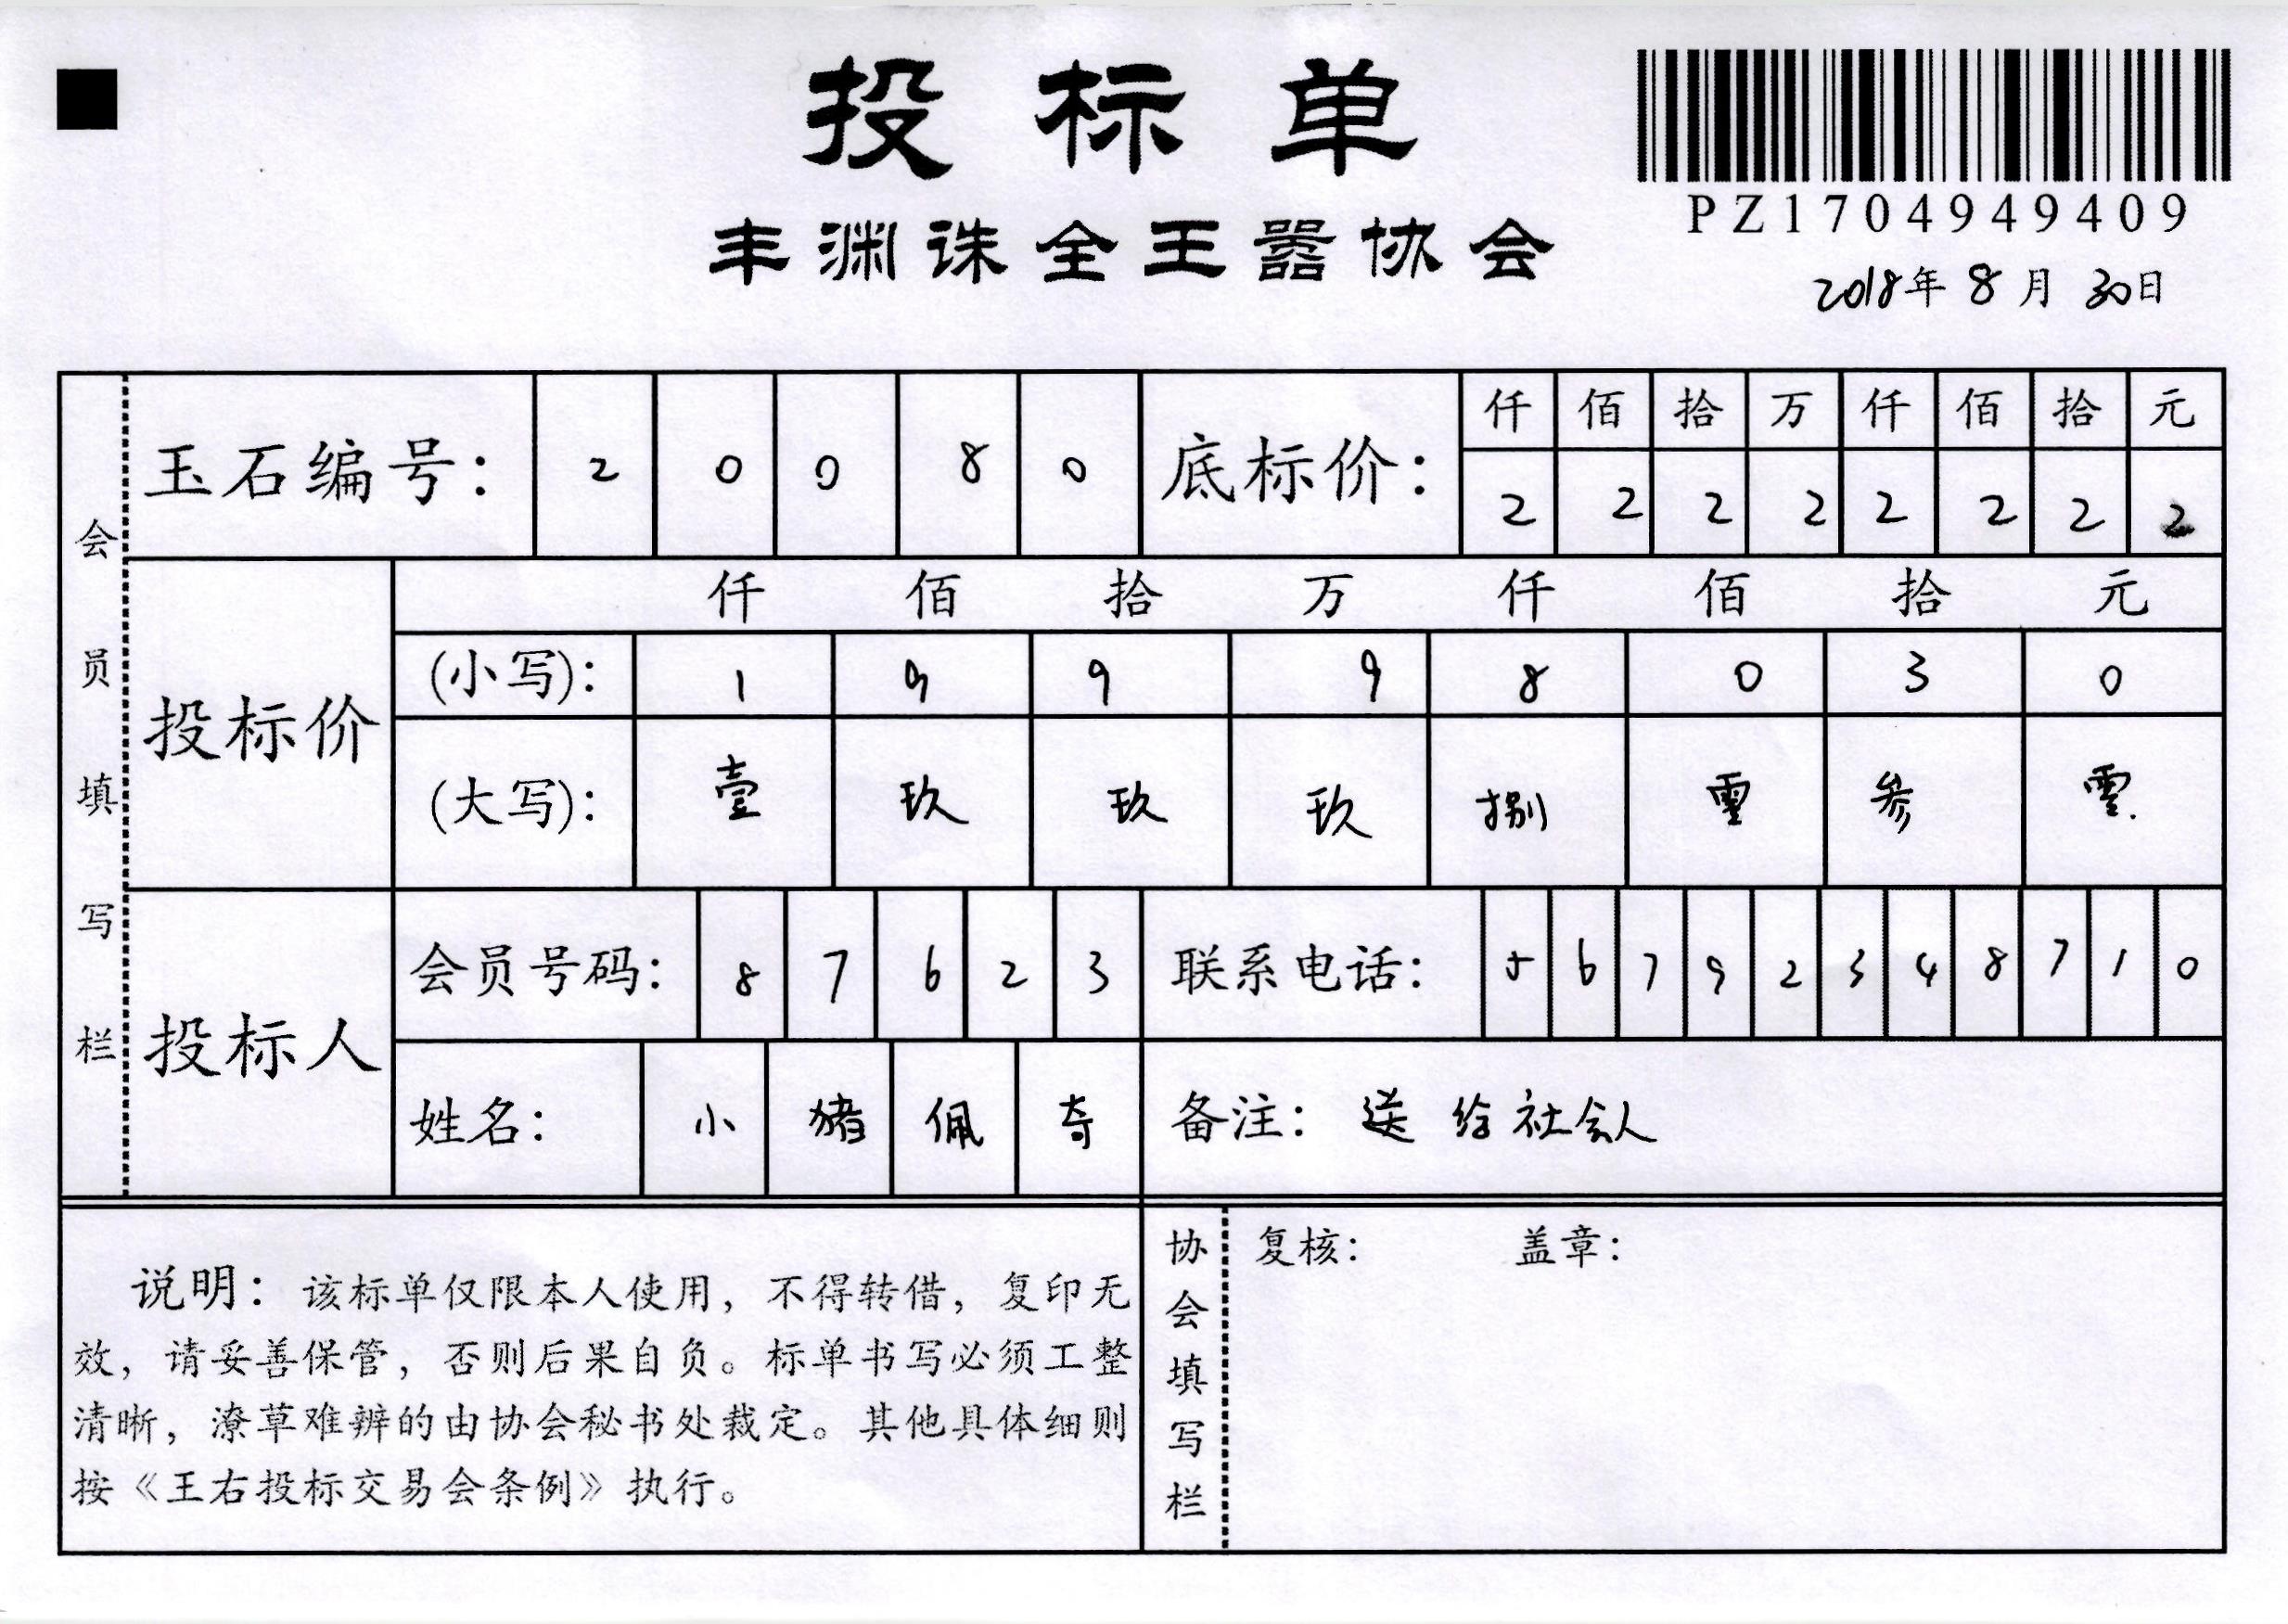 投标单
PZ1704949409
丰渊诛全王嚣协会
2018年 8月 30日
会员填写栏
玉石编号： 2 0 0 8 0 底标价： 仟 佰 拾 万 仟 佰 拾 元
2 2 2 2 2 2 2 2
投标价
仟 佰 拾 万 仟 佰 拾 元
(小写)： 1 9 9 9 8 0 3 0
(大写)： 壹 玖 玖 玖 捌 零 参 零.
投标人
会员号码： 8 7 6 2 3 联系电话： 5 6 7 9 2 3 4 8 7 1 0
姓名： 小 猪 佩 奇 备注： 送给社会人
说明：该标单仅限本人使用，不得转借，复印无
效，请妥善保管，否则后果自负。标单书写必须工整
清晰，潦草难辨的由协会秘书处裁定。其他具体细则
按《王右投标交易会条例》执行。
协会填写栏
复核： 盖章：